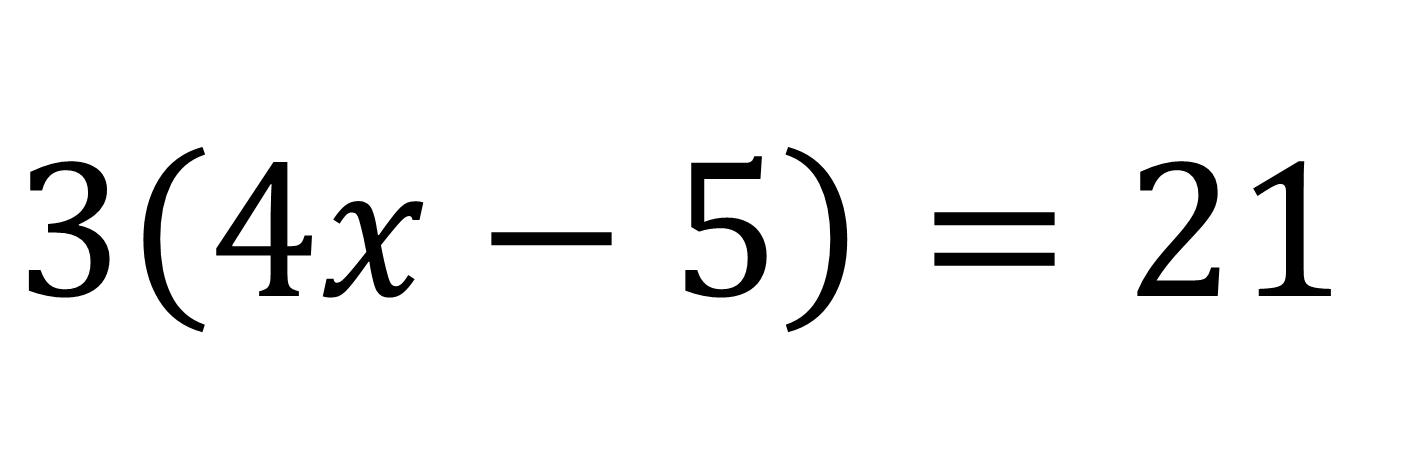 3(4x − 5) = 21